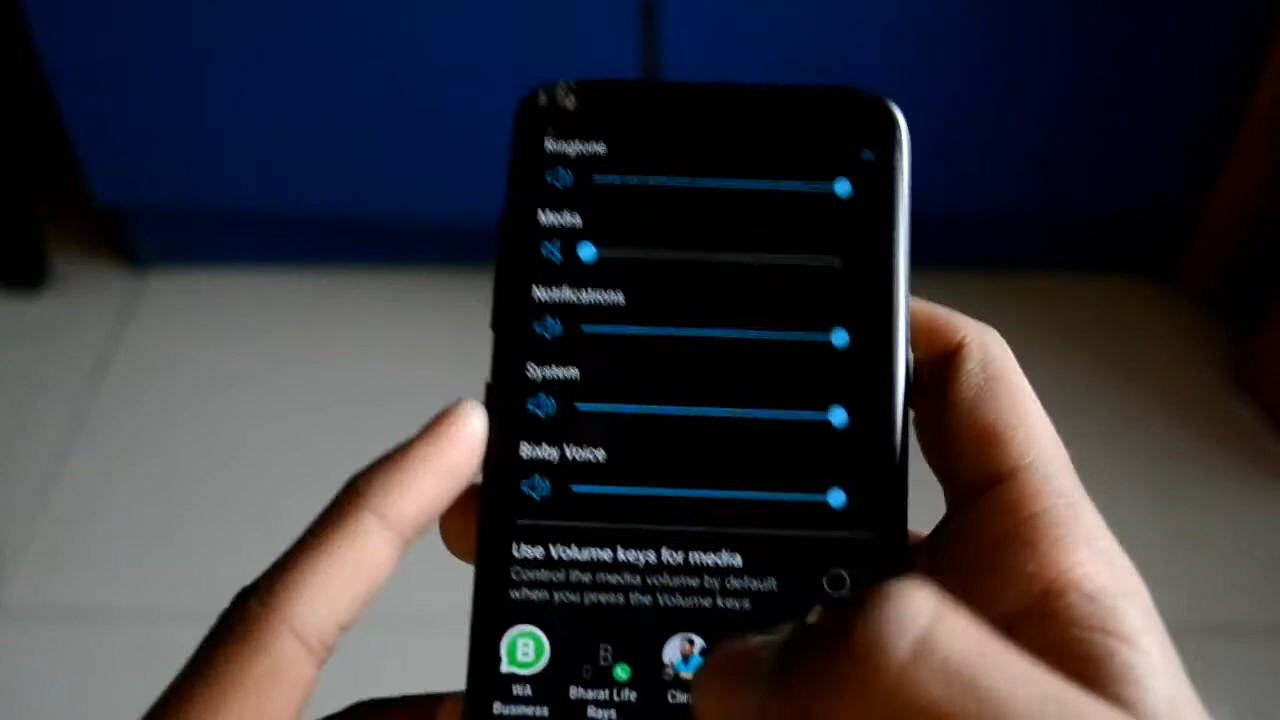 Ringtone
Media
Notifications
System
Bixby Voice
Use Volume keys for media
Control the media volume by default
when you press the Volume keys.
B
B
WA
Business
Bharat Life
Rays